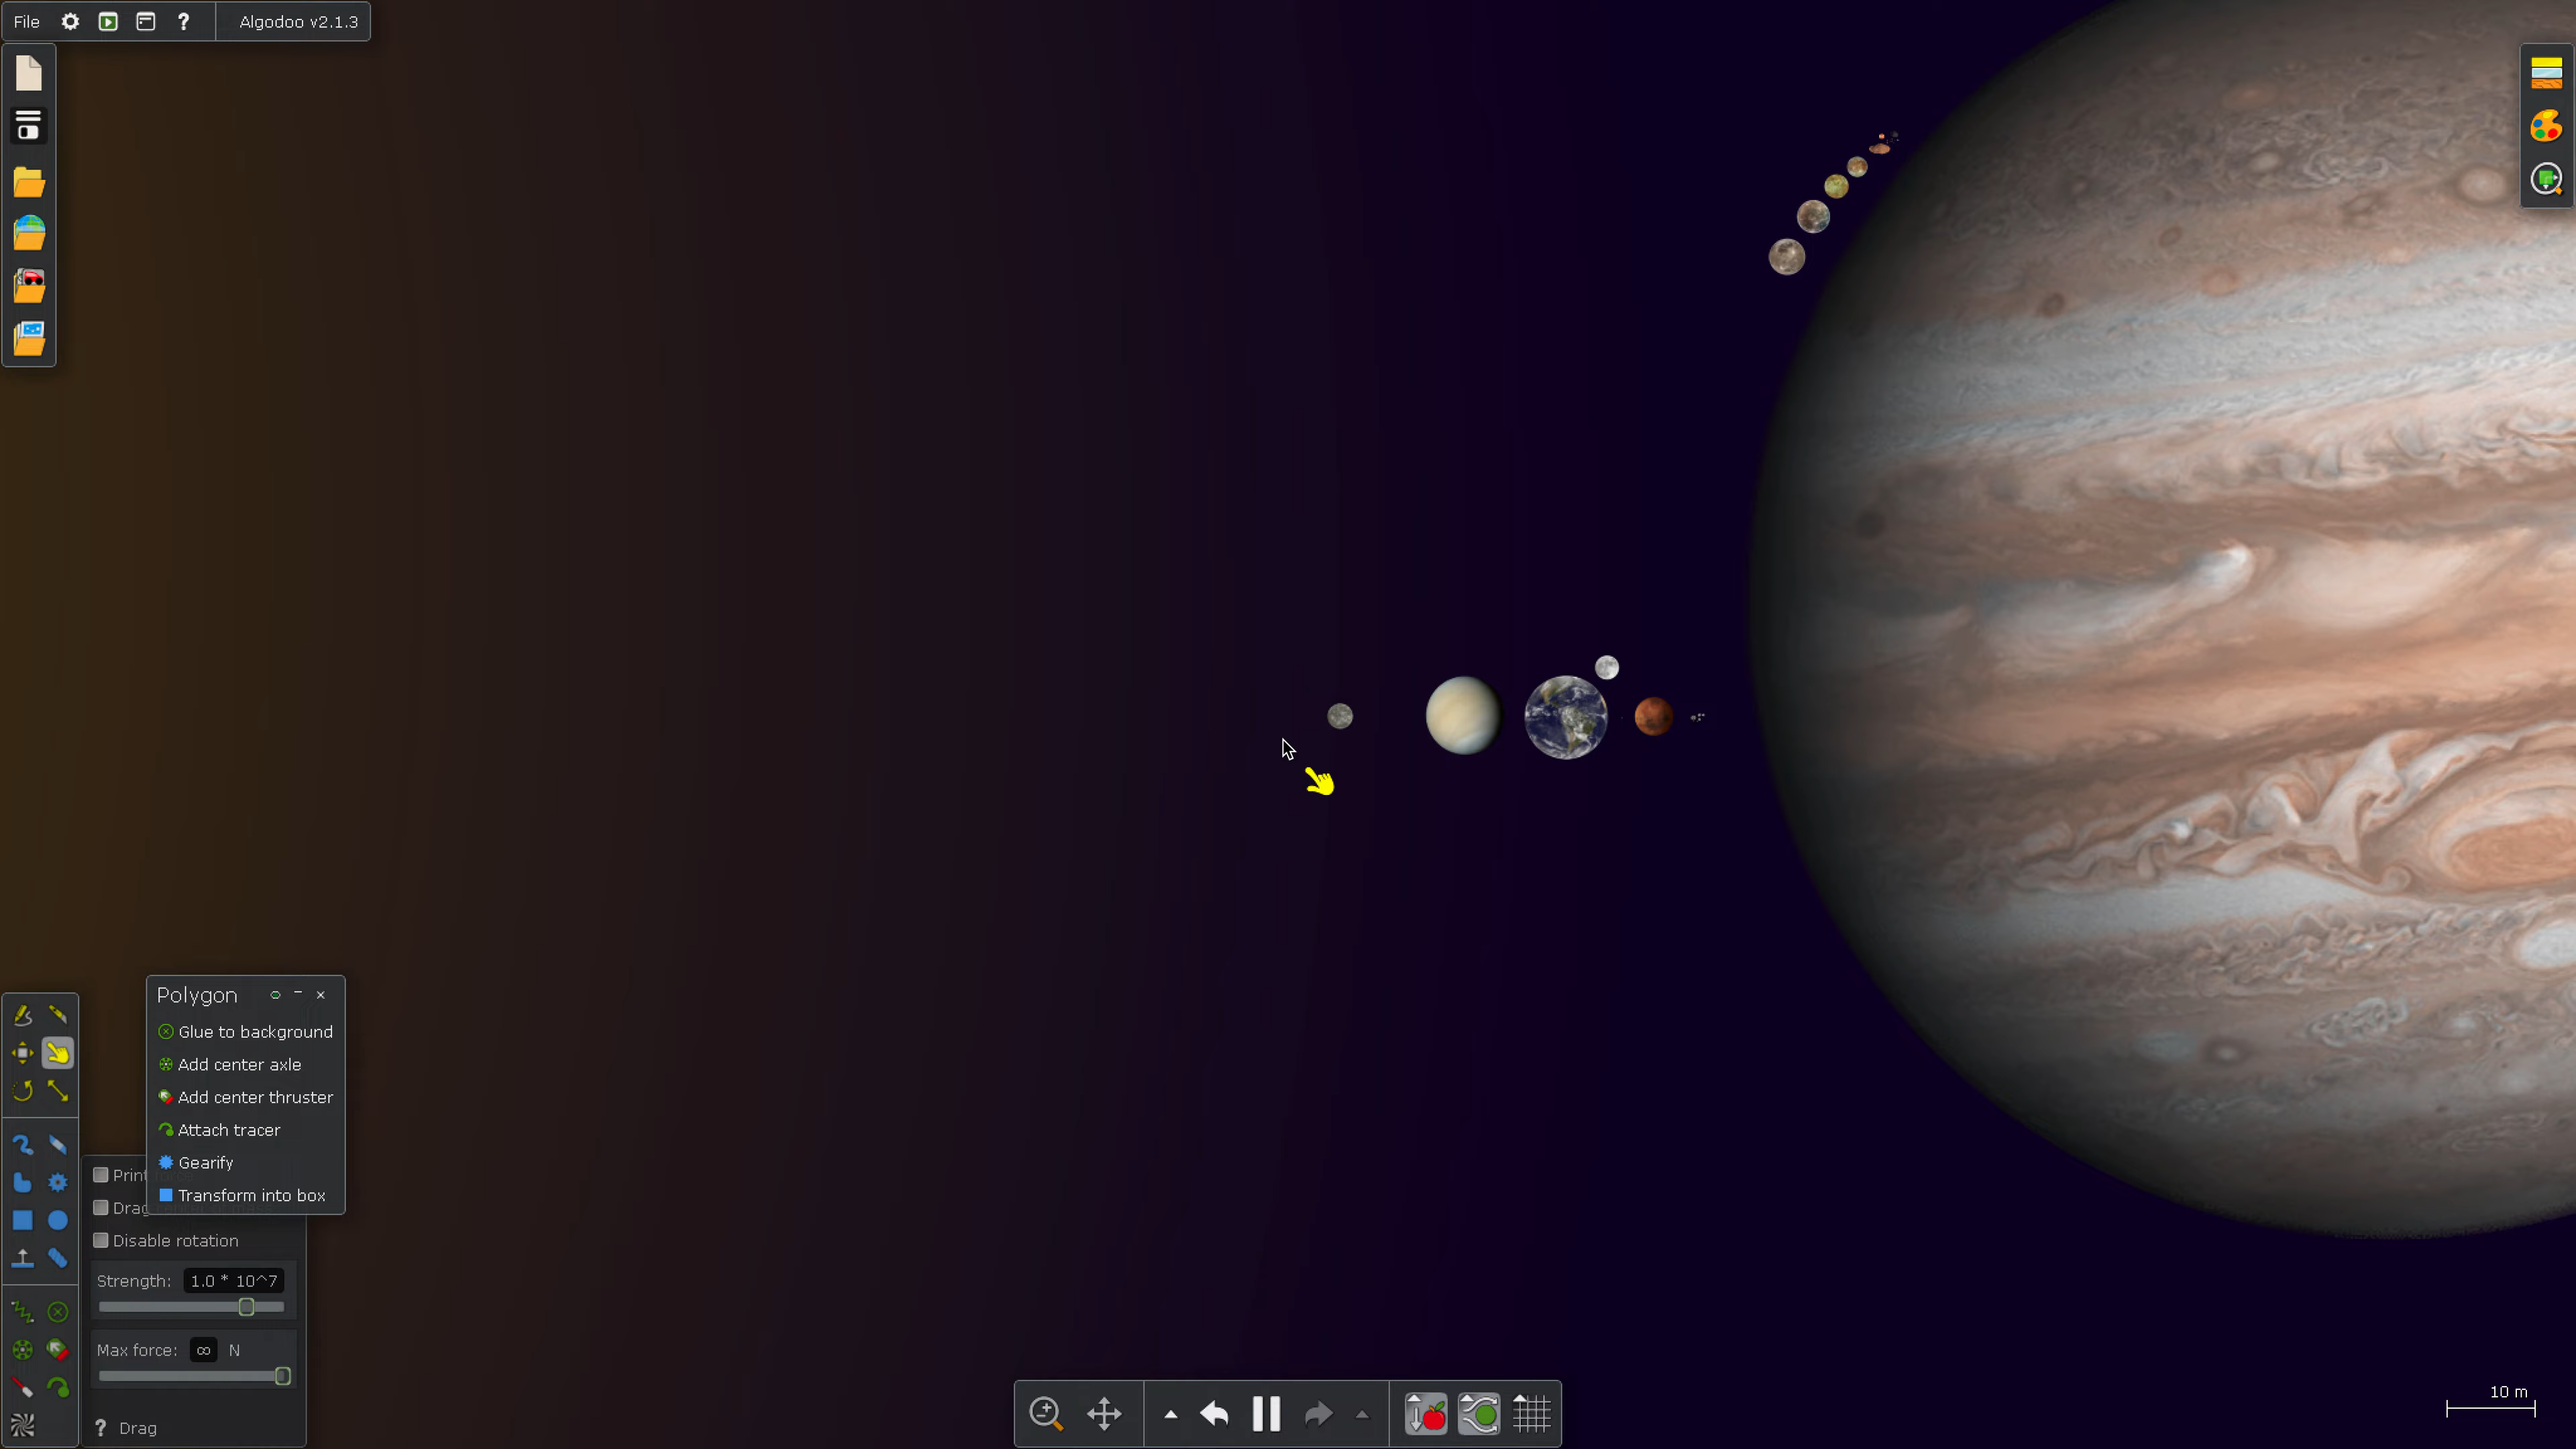 File
?
Algodoo v2.1.3
Polygon
Glue to background
Add center axle
Add center thruster
Attach tracer
Gearify
Transform into box
Print
Drag
Disable rotation
Strength: 1.0 * 10^7
Max force: ∞ N
? Drag
10 m